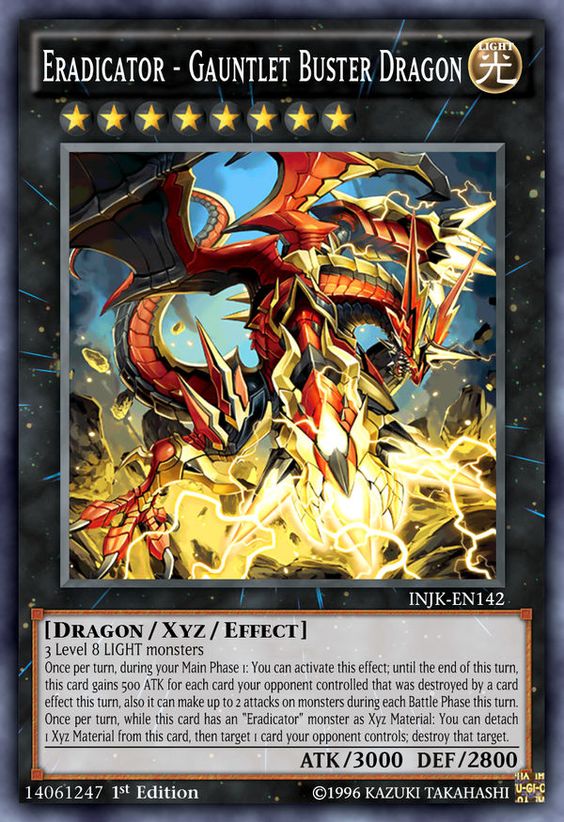 ERADICATOR - GAUNTLET BUSTER DRAGON
LIGHT
光
INJK-EN142
[DRAGON / XYZ / EFFECT]
3 Level 8 LIGHT monsters
Once per turn, during your Main Phase 1: You can activate this effect; until the end of this turn,
this card gains 500 ATK for each card your opponent controlled that was destroyed by a card
effect this turn, also it can make up to 2 attacks on monsters during each Battle Phase this turn.
Once per turn, while this card has an "Eradicator" monster as Xyz Material: You can detach
1 Xyz Material from this card, then target 1 card your opponent controls; destroy that target.
ATK/3000 DEF/2800
14061247 1st Edition
©1996 KAZUKI TAKAHASHI